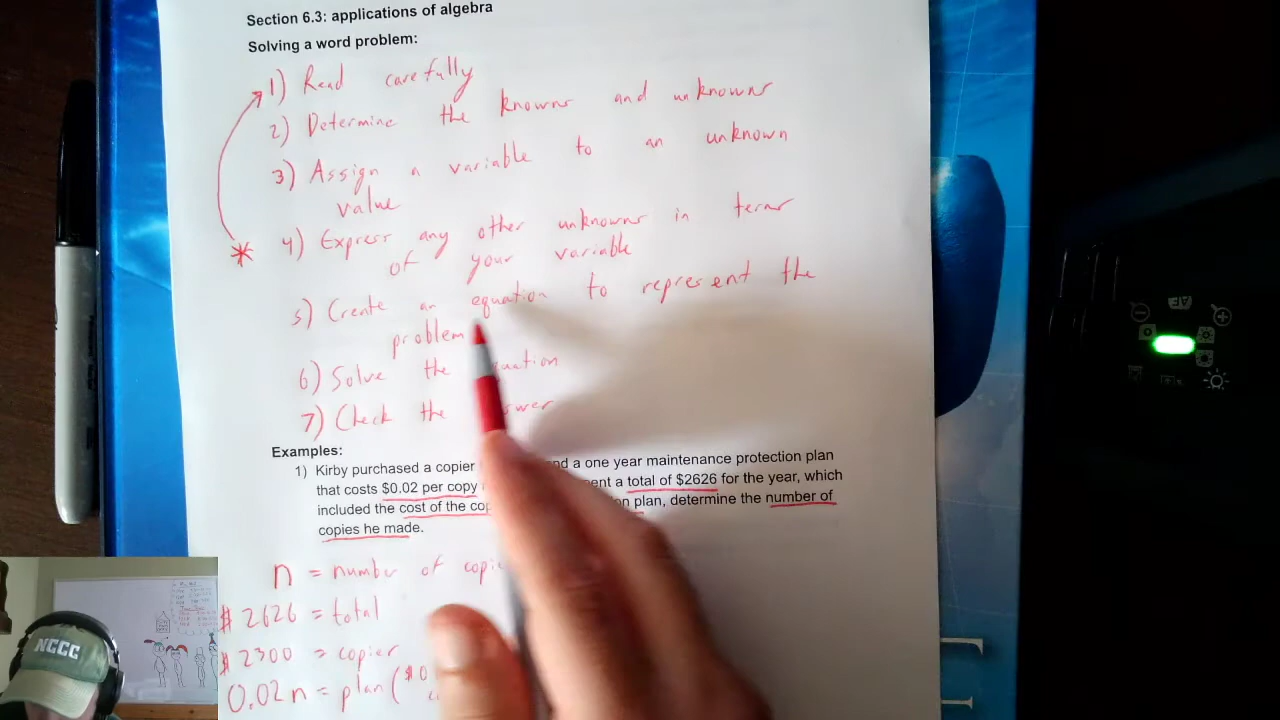 Section 6.3: applications of algebra
Solving a word problem:
1) Read carefully
2) Determine the knowns and unknowns
3) Assign a variable to an unknown
value
* 4) Express any other unknowns in terms
of your variable
5) Create an equation to represent the
problem
6) Solve the
7) Check the
Examples:
1) Kirby purchased a copier a one year maintenance protection plan
that costs $0.02 per copy a total of $2626 for the year, which
included the cost of the plan, determine the number of
copies he made.
n = number of
$ 2626 = total
$ 2300 = copier
0.02n = plan ($0
NCCC
AF